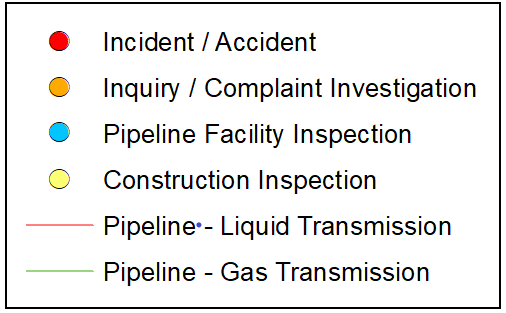 Incident / Accident
Inquiry / Complaint Investigation
Pipeline Facility Inspection
Construction Inspection
Pipeline - Liquid Transmission
Pipeline - Gas Transmission